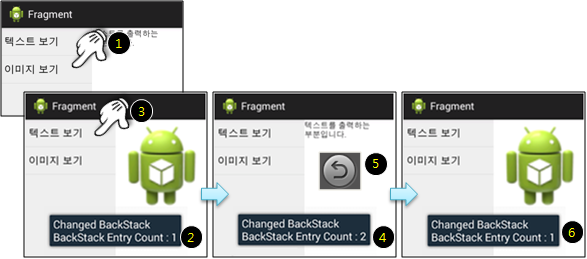 Fragment
텍스트 보기
트를 출력하는
이미지 보기
1
Fragment
3
텍스트 보기
이미지 보기
Changed BackStack
BackStack Entry Count : 1
2
Fragment
텍스트 보기
텍스트를 출력하는
부분입니다.
이미지 보기
5
Changed BackStack
BackStack Entry Count : 2
4
Fragment
텍스트 보기
이미지 보기
Changed BackStack
BackStack Entry Count : 1
6